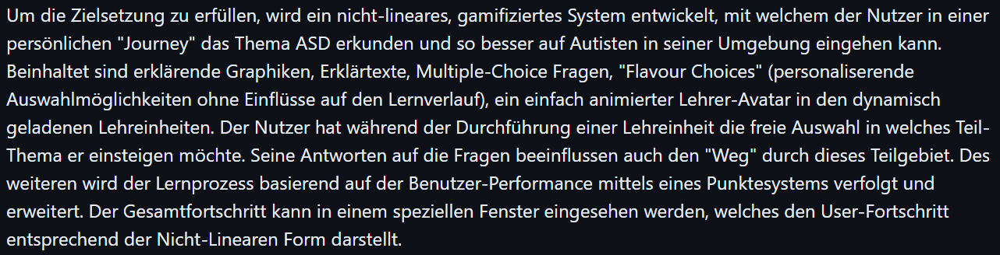 Um die Zielsetzung zu erfüllen, wird ein nicht-lineares, gamifiziertes System entwickelt, mit welchem der Nutzer in einer
persönlichen "Journey" das Thema ASD erkunden und so besser auf Autisten in seiner Umgebung eingehen kann.
Beinhaltet sind erklärende Graphiken, Erklärtexte, Multiple-Choice Fragen, "Flavour Choices" (personaliserende
Auswahlmöglichkeiten ohne Einflüsse auf den Lernverlauf), ein einfach animierter Lehrer-Avatar in den dynamisch
geladenen Lehreinheiten. Der Nutzer hat während der Durchführung einer Lehreinheit die freie Auswahl in welches Teil-
Thema er einsteigen möchte. Seine Antworten auf die Fragen beeinflussen auch den "Weg" durch dieses Teilgebiet. Des
weiteren wird der Lernprozess basierend auf der Benutzer-Performance mittels eines Punktesystems verfolgt und
erweitert. Der Gesamtfortschritt kann in einem speziellen Fenster eingesehen werden, welches den User-Fortschritt
entsprechend der Nicht-Linearen Form darstellt.